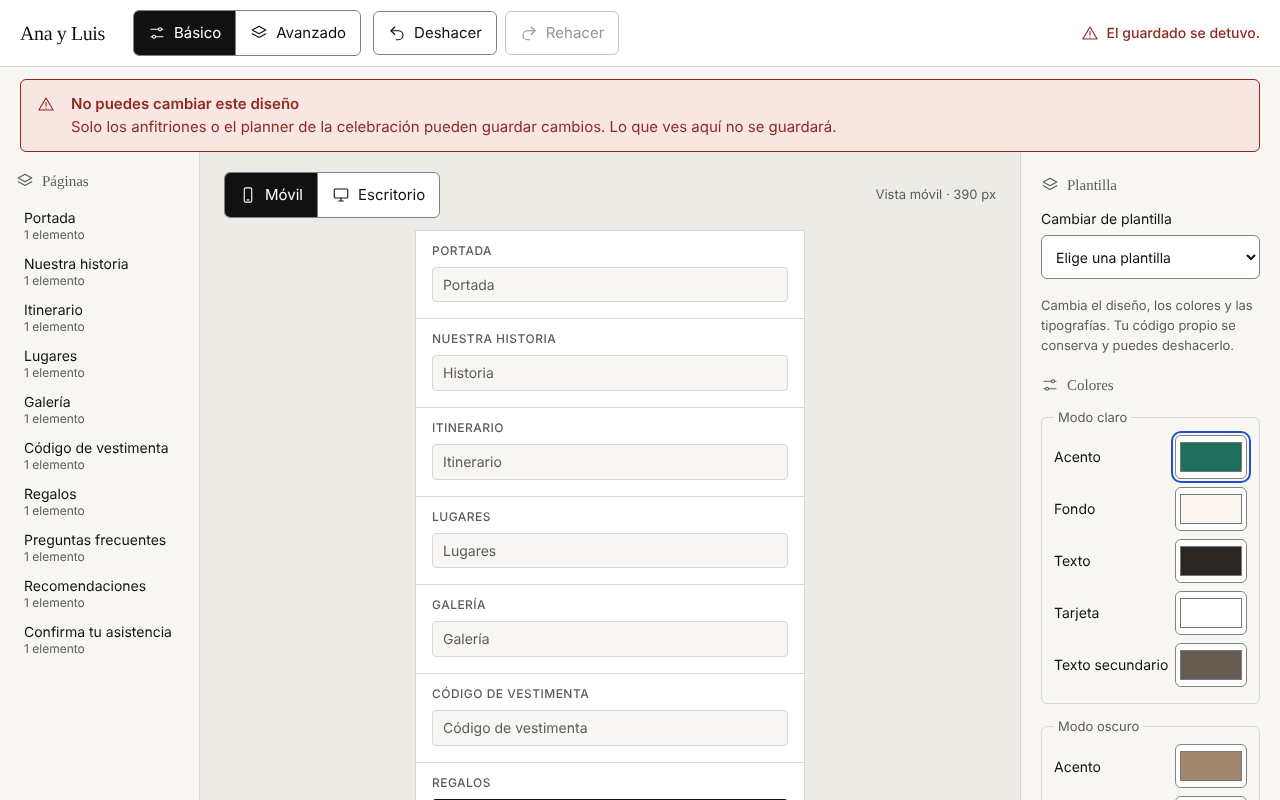 Ana y Luis
Básico
Avanzado
Deshacer
Rehacer
El guardado se detuvo.
No puedes cambiar este diseño
Solo los anfitriones o el planner de la celebración pueden guardar cambios. Lo que ves aquí no se guardará.
Páginas
Portada
1 elemento
Nuestra historia
1 elemento
Itinerario
1 elemento
Lugares
1 elemento
Galería
1 elemento
Código de vestimenta
1 elemento
Regalos
1 elemento
Preguntas frecuentes
1 elemento
Recomendaciones
1 elemento
Confirma tu asistencia
1 elemento
Móvil
Escritorio
Vista móvil · 390 px
PORTADA
Portada
NUESTRA HISTORIA
Historia
ITINERARIO
Itinerario
LUGARES
Lugares
GALERÍA
Galería
CÓDIGO DE VESTIMENTA
Código de vestimenta
REGALOS
Plantilla
Cambiar de plantilla
Elige una plantilla
Cambia el diseño, los colores y las
tipografías. Tu código propio se
conserva y puedes deshacerlo.
Colores
Modo claro
Acento
Fondo
Texto
Tarjeta
Texto secundario
Modo oscuro
Acento